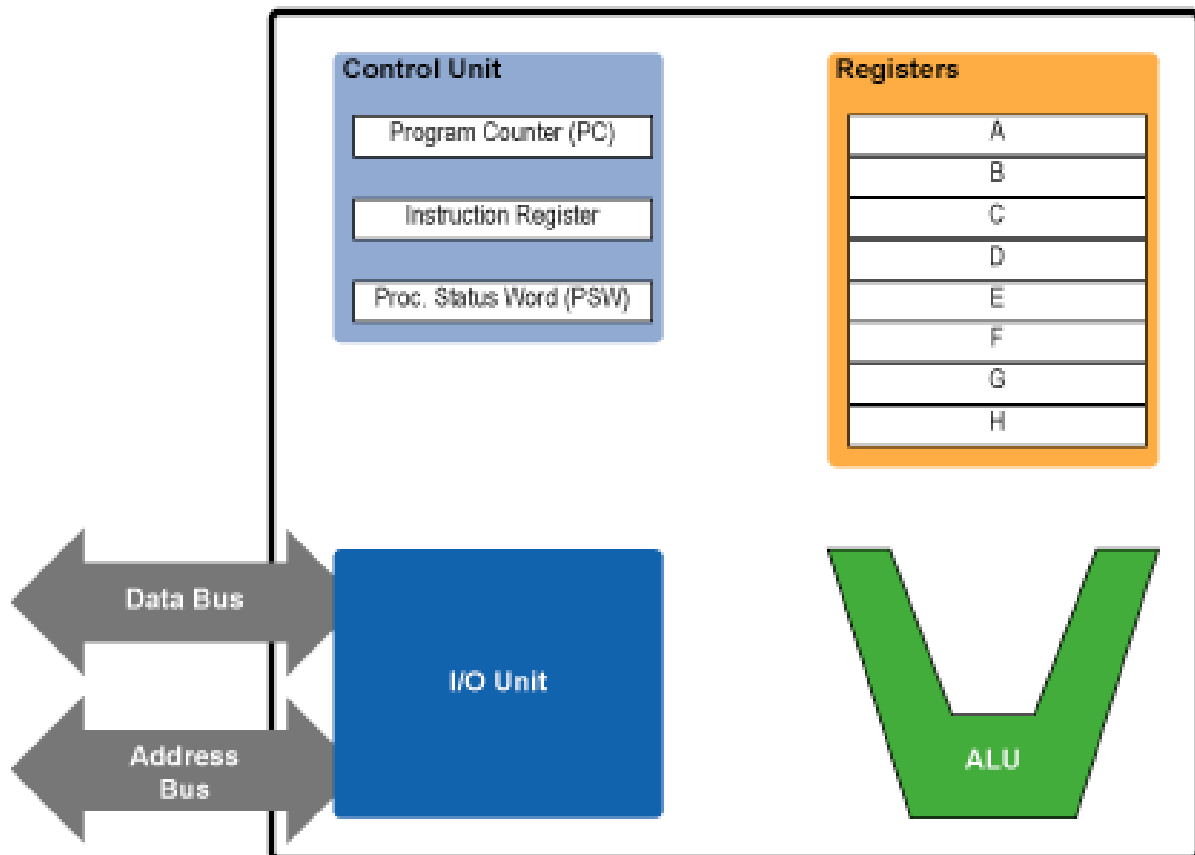 Control Unit
Program Counter (PC)
Instruction Register
Proc. Status Word (PSW)
Registers
A
B
C
D
E
F
G
H
Data Bus
Address
Bus
I/O Unit
ALU